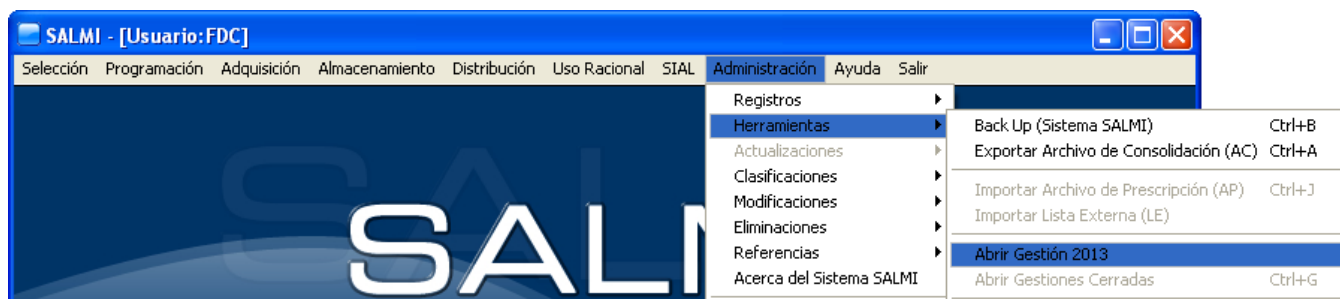 SALMI - [Usuario:FDC]
Selección Programación Adquisición Almacenamiento Distribución Uso Racional SIAL Administración Ayuda Salir
Registros
Herramientas
Actualizaciones
Clasificaciones
Modificaciones
Eliminaciones
Referencias
Acerca del Sistema SALMI
Back Up (Sistema SALMI) Ctrl+B
Exportar Archivo de Consolidación (AC) Ctrl+A
Importar Archivo de Prescripción (AP) Ctrl+J
Importar Lista Externa (LE)
Abrir Gestión 2013
Abrir Gestiones Cerradas Ctrl+G
SALM